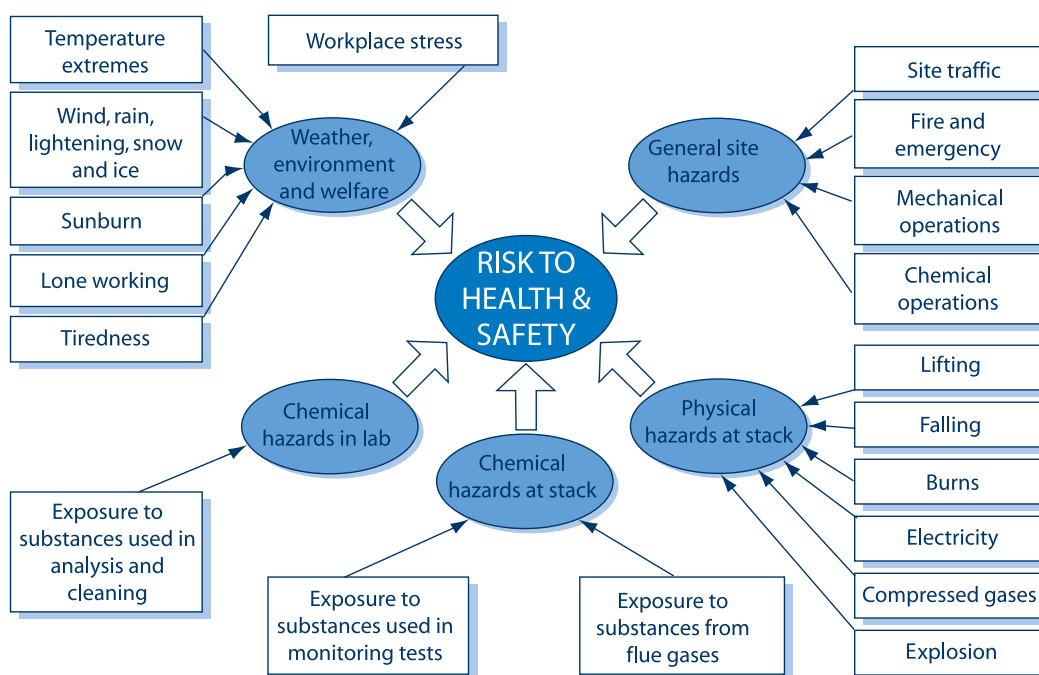 Temperature
extremes
Workplace stress
Wind, rain,
lightening, snow
and ice
Sunburn
Lone working
Tiredness
Weather,
environment
and welfare
General site
hazards
Site traffic
Fire and
emergency
Mechanical
operations
Chemical
operations
RISK TO
HEALTH &
SAFETY
Chemical
hazards in lab
Exposure to
substances used in
analysis and
cleaning
Chemical
hazards at stack
Exposure to
substances used in
monitoring tests
Exposure to
substances from
flue gases
Physical
hazards at stack
Lifting
Falling
Burns
Electricity
Compressed gases
Explosion